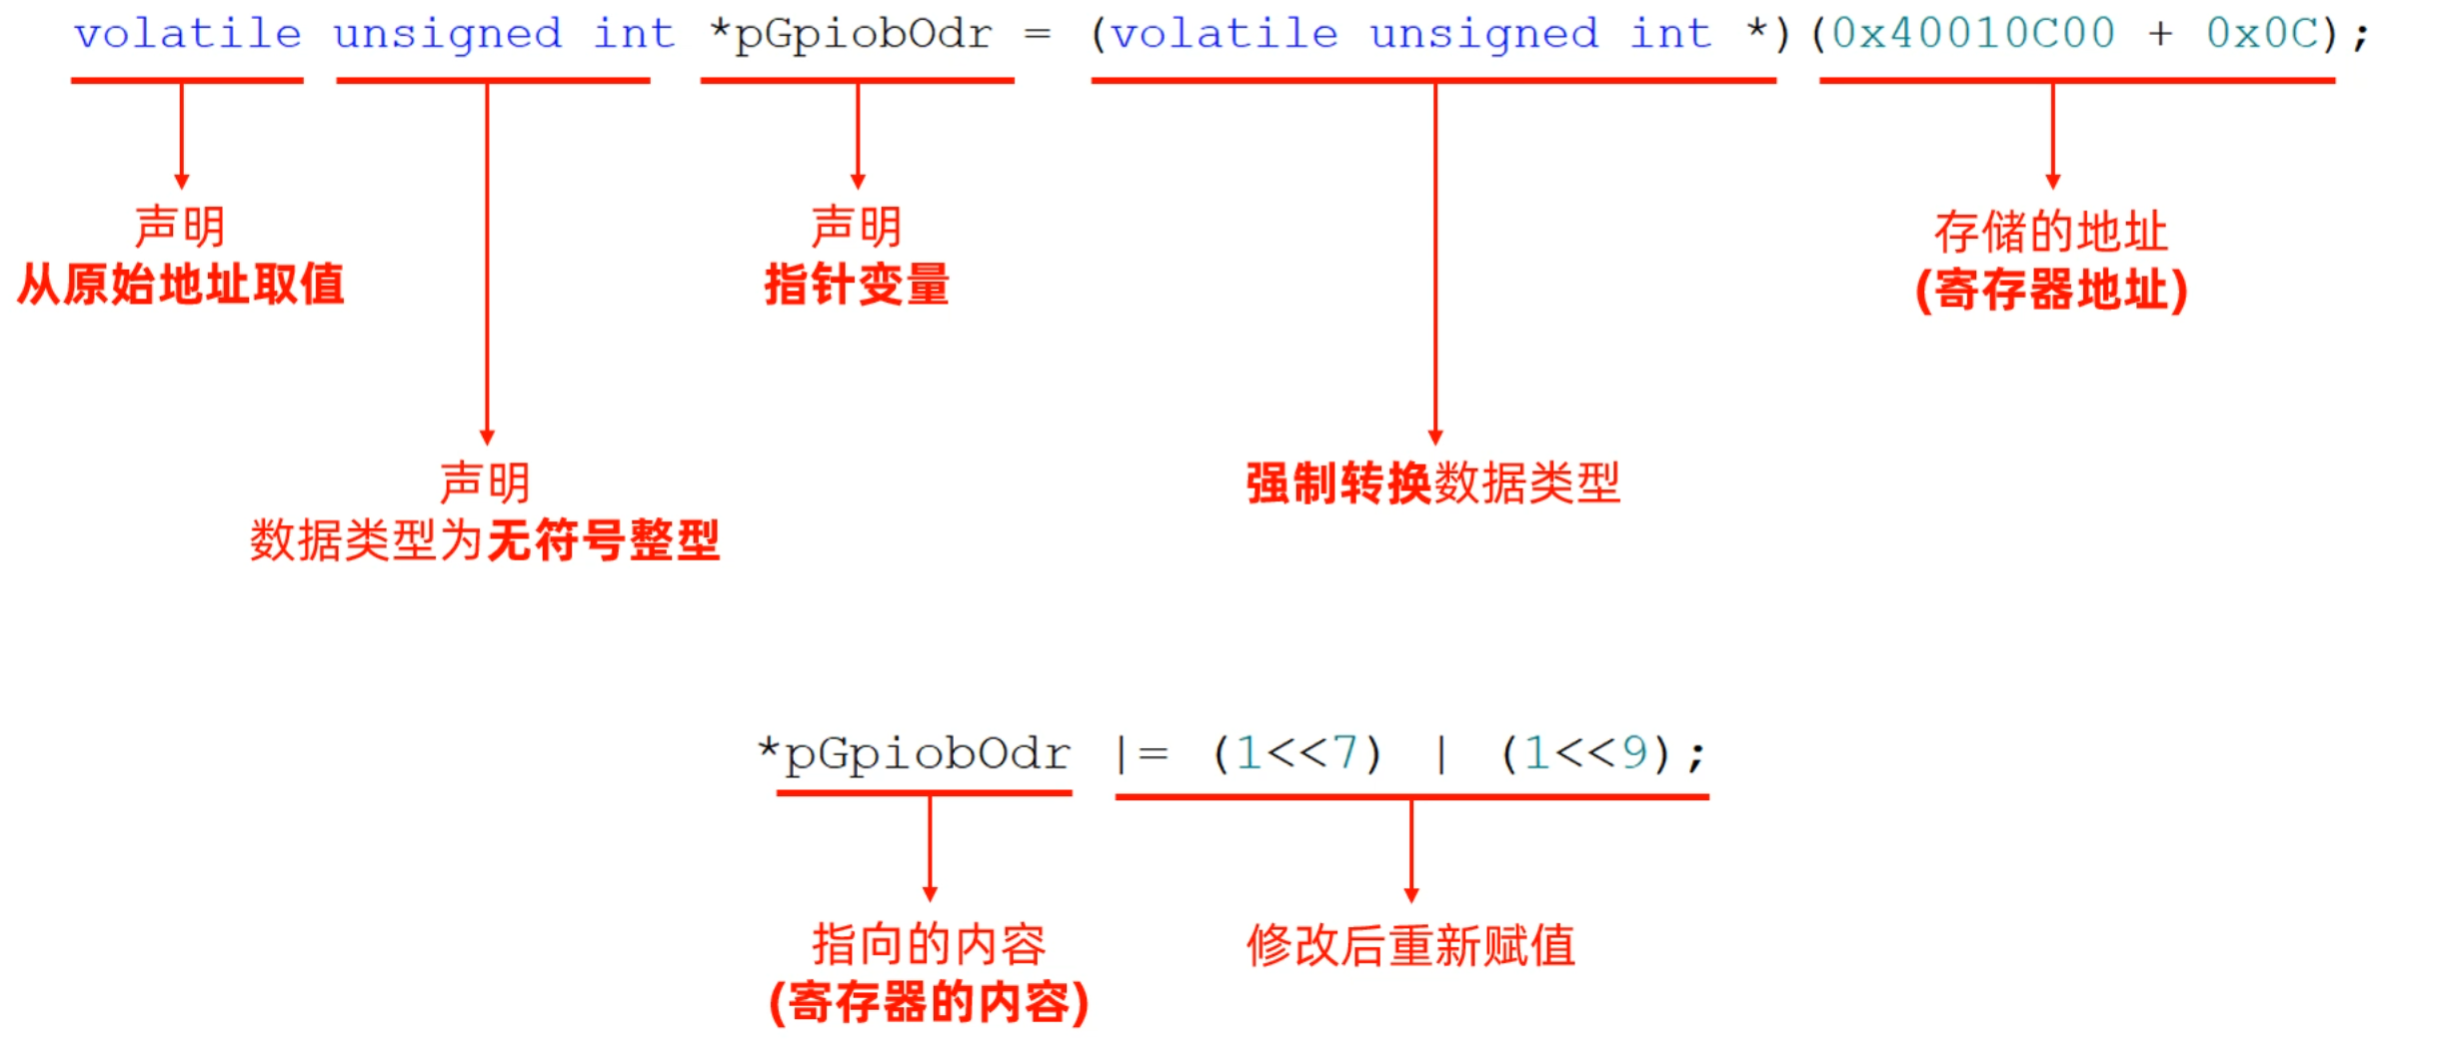 volatile unsigned int *pGpiobOdr = (volatile unsigned int *)(0x40010C00 + 0x0C);
声明
从原始地址取值
声明
指针变量
存储的地址
(寄存器地址)
声明
数据类型为无符号整型
强制转换数据类型
*pGpiobOdr |= (1<<7) | (1<<9);
指向的内容
(寄存器的内容)
修改后重新赋值